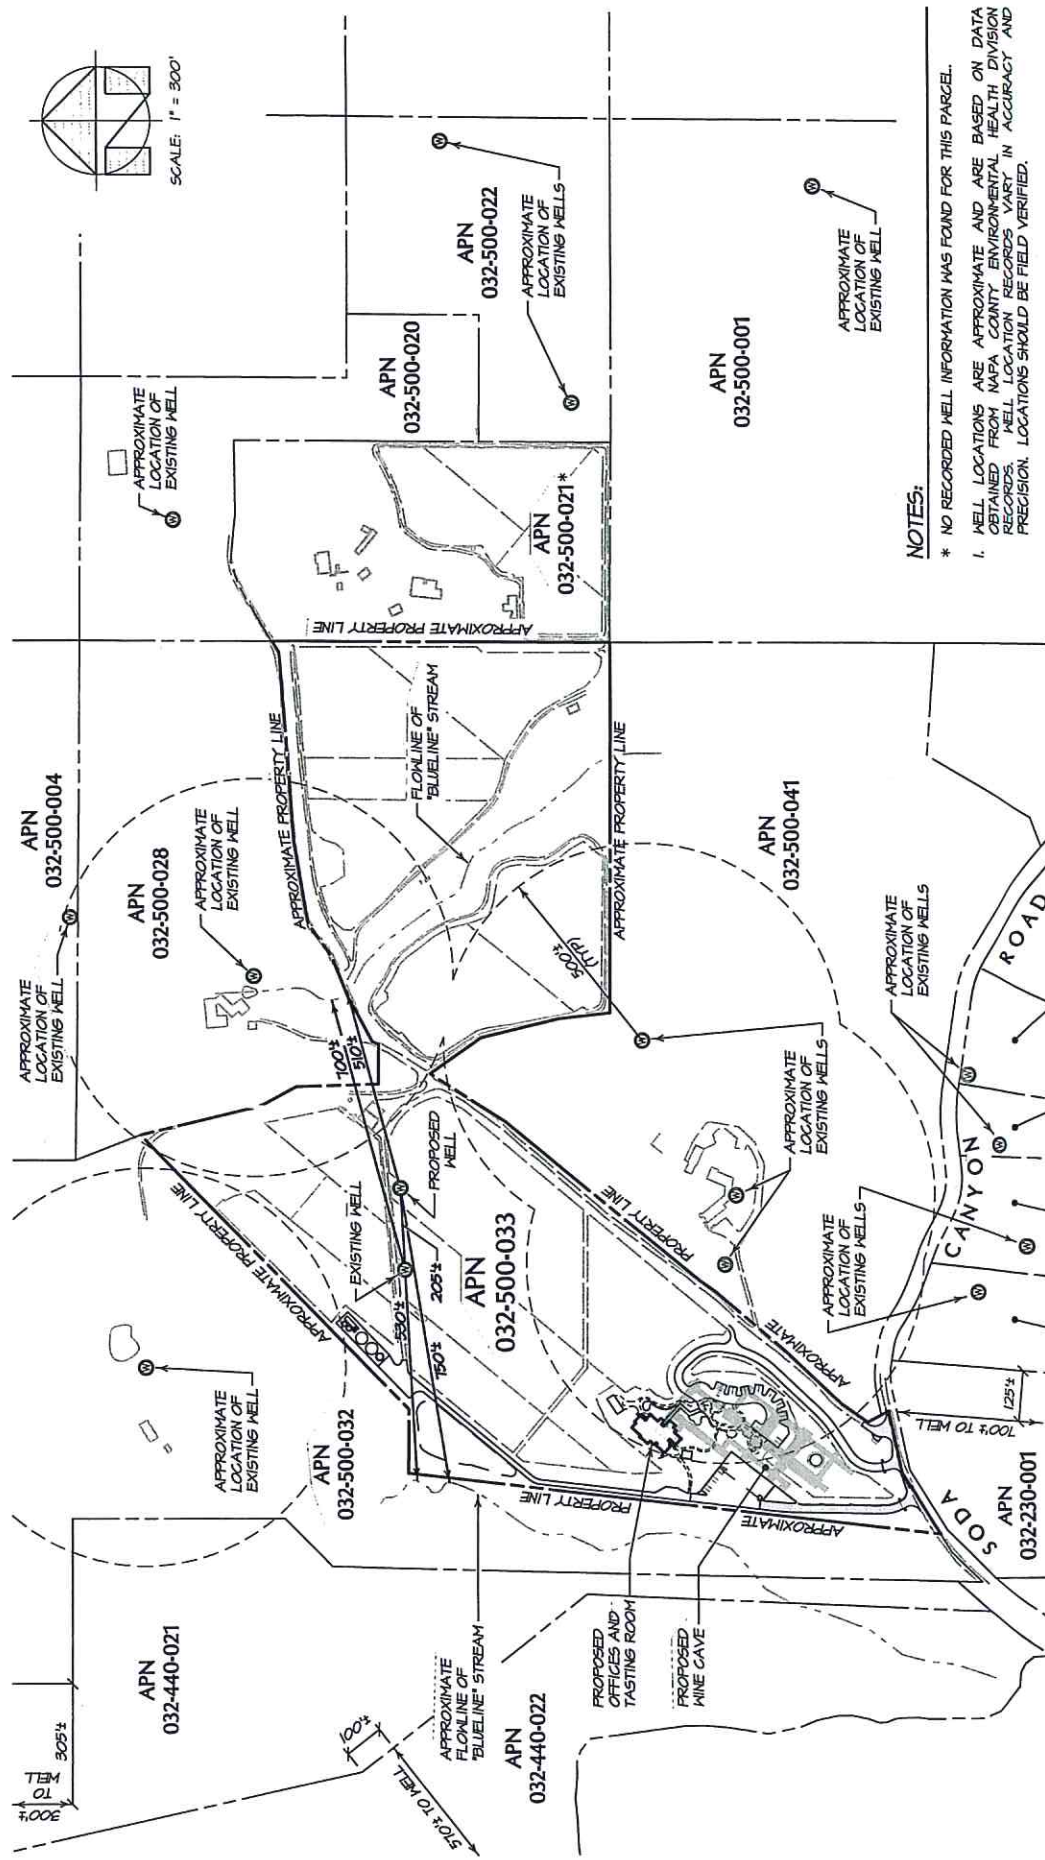 SCALE: 1" = 300'
APN
032-500-004
APPROXIMATE
LOCATION OF
EXISTING WELL
APN
032-500-028
APPROXIMATE
LOCATION OF
EXISTING WELL
APPROXIMATE
LOCATION OF
EXISTING WELL
APN
032-500-020
APN
032-500-022
APPROXIMATE
LOCATION OF
EXISTING WELLS
APN
032-500-021*
APPROXIMATE PROPERTY LINE
APPROXIMATE PROPERTY LINE
FLOWLINE OF
"BLUELINE" STREAM
APPROXIMATE PROPERTY LINE
APN
032-500-001
APPROXIMATE
LOCATION OF
EXISTING WELL
500'±
(TYP)
700'±
510'±
APN
032-500-041
APPROXIMATE
LOCATION OF
EXISTING WELLS
APPROXIMATE
LOCATION OF
EXISTING WELLS
APPROXIMATE
LOCATION OF
EXISTING WELLS
APPROXIMATE PROPERTY LINE
EXISTING WELL
PROPOSED
WELL
530'±
205'±
750'±
APN
032-500-033
PROPERTY LINE
APPROXIMATE
APPROXIMATE
LOCATION OF
EXISTING WELL
APN
032-500-032
PROPERTY LINE
APPROXIMATE
SODA CANYON ROAD
125'±
700'± TO WELL
APN
032-230-001
300'±
TO
WELL
305'±
APN
032-440-021
100'±
570'± TO WELL
APPROXIMATE
FLOWLINE OF
"BLUELINE" STREAM
APN
032-440-022
PROPOSED
OFFICES AND
TASTING ROOM
PROPOSED
WINE CAVE
NOTES:
* NO RECORDED WELL INFORMATION WAS FOUND FOR THIS PARCEL.
1. WELL LOCATIONS ARE APPROXIMATE AND ARE BASED ON DATA
OBTAINED FROM NAPA COUNTY ENVIRONMENTAL HEALTH DIVISION
RECORDS. WELL LOCATION RECORDS VARY IN ACCURACY AND
PRECISION. LOCATIONS SHOULD BE FIELD VERIFIED.